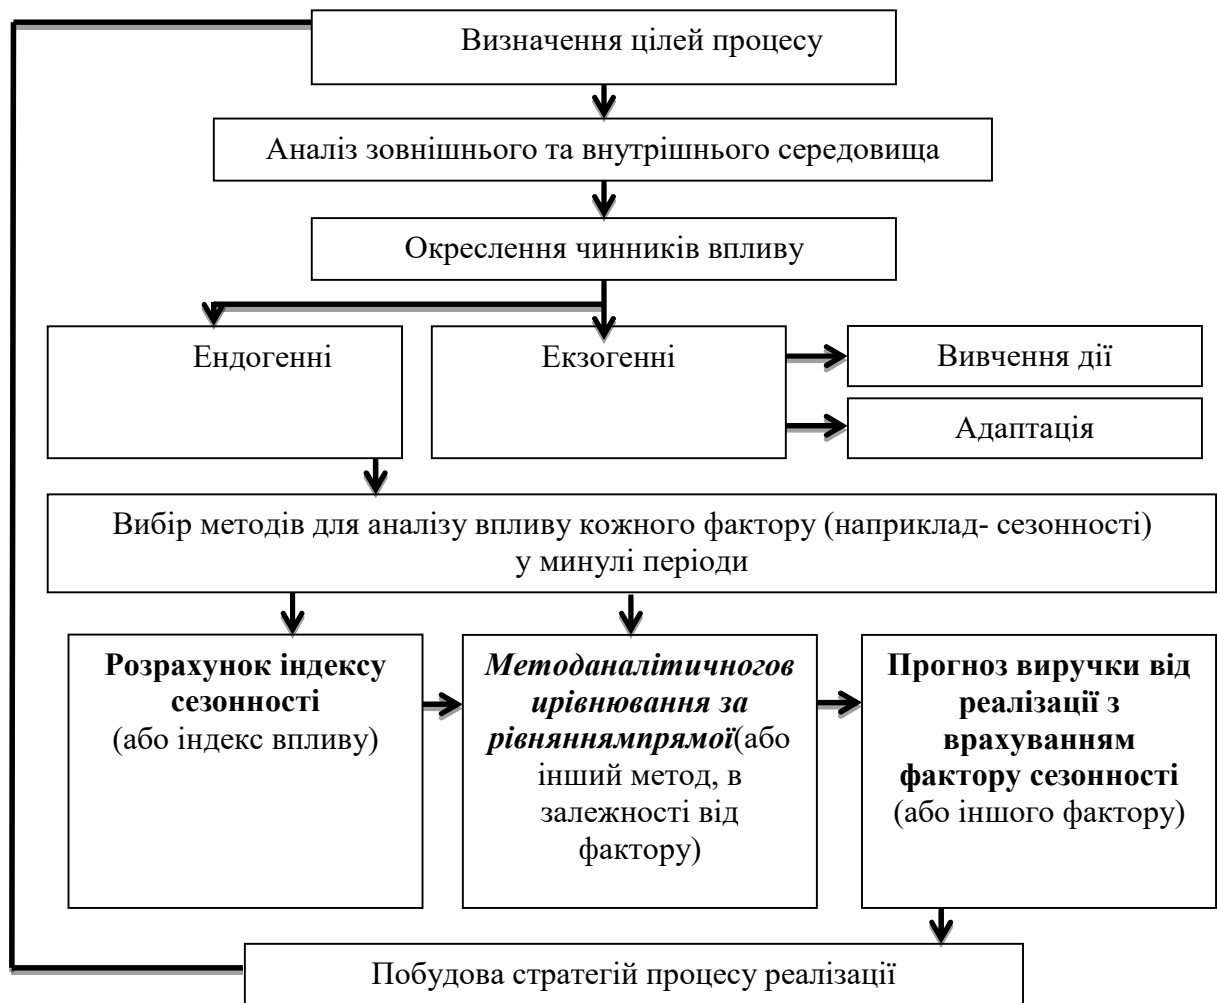 Визначення цілей процесу
Аналіз зовнішнього та внутрішнього середовища
Окреслення чинників впливу
Ендогенні
Екзогенні
Вивчення дії
Адаптація
Вибір методів для аналізу впливу кожного фактору (наприклад- сезонності)
у минулі періоди
Розрахунок індексу
сезонності
(або індекс впливу)
Методаналітичногов
ирівнювання за
рівняннямпрямої(або
інший метод, в
залежності від
фактору)
Прогноз виручки від
реалізації з
врахуванням
фактору сезонності
(або іншого фактору)
Побудова стратегій процесу реалізації